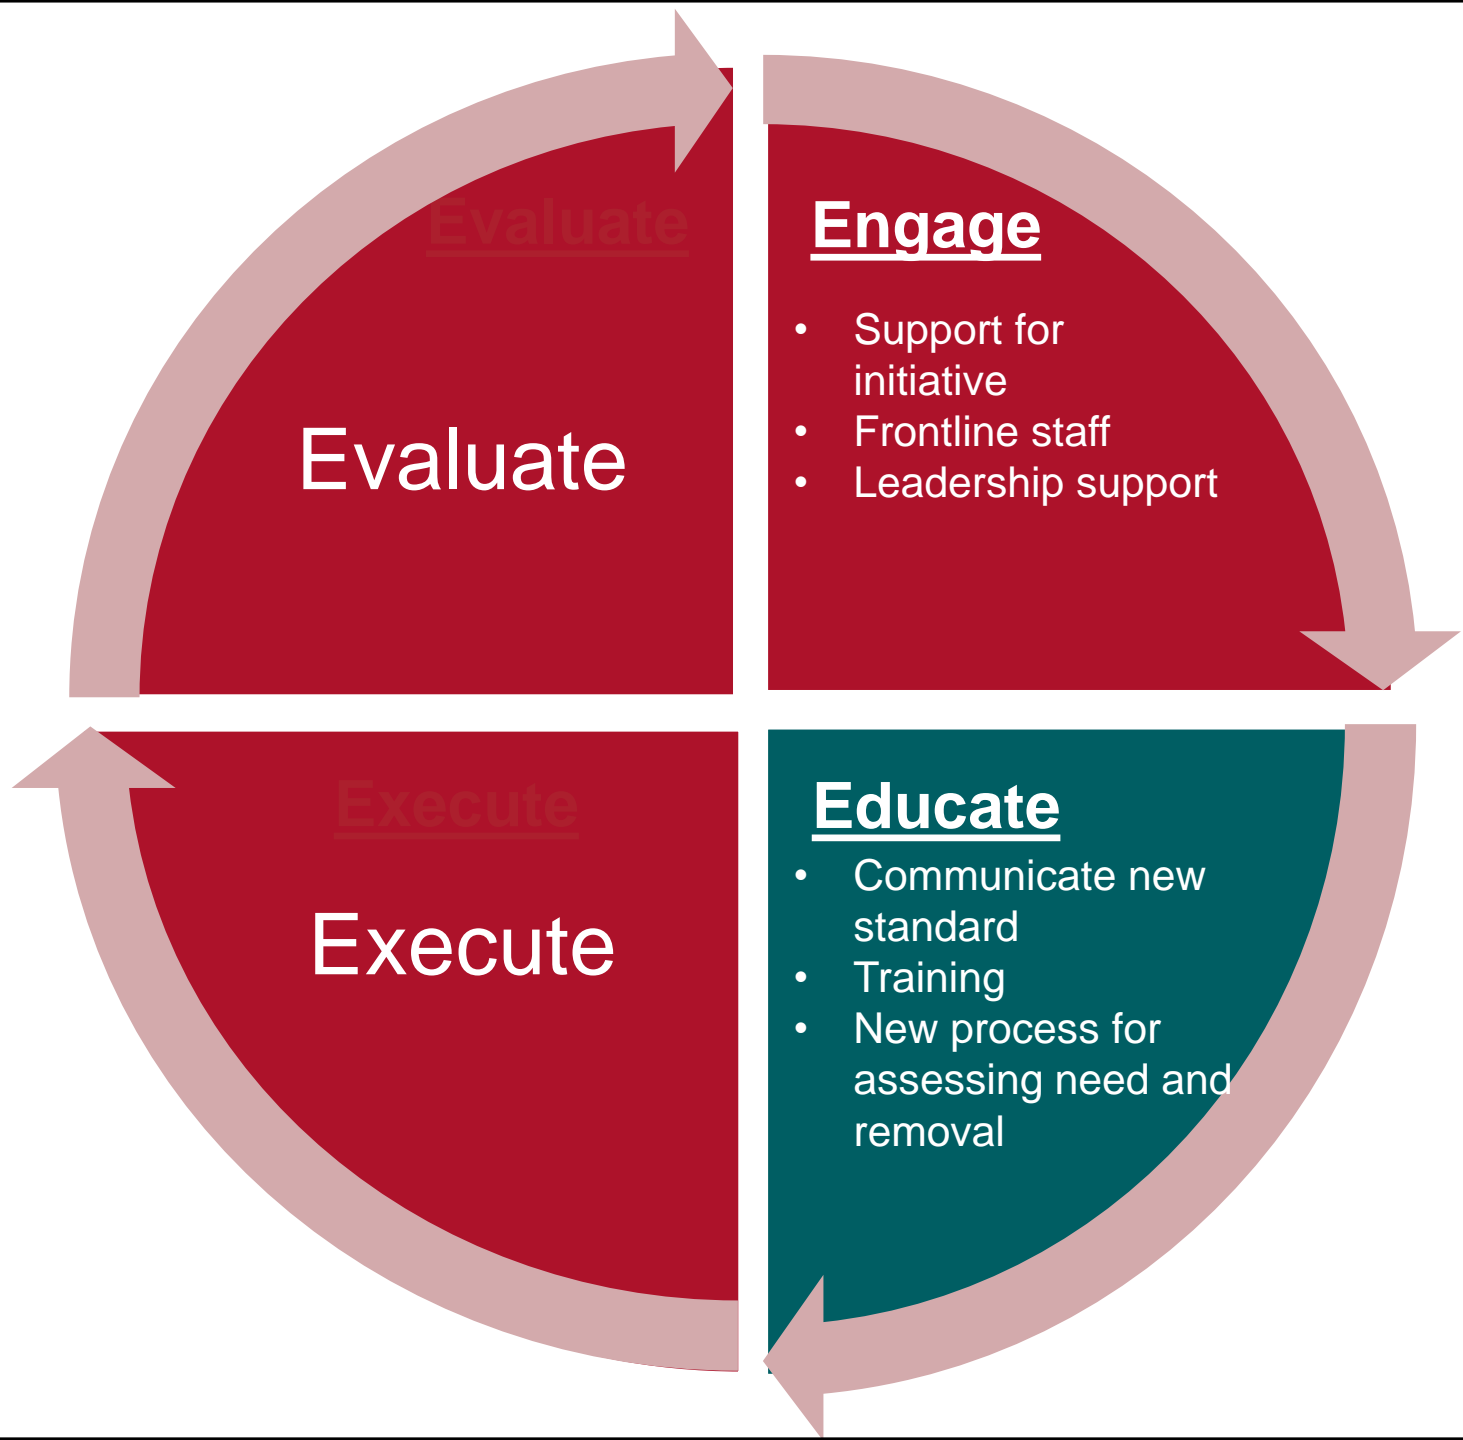 Evaluate
Evaluate
Engage
• Support for
initiative
• Frontline staff
• Leadership support
Execute
Execute
Educate
• Communicate new
standard
• Training
• New process for
assessing need and
removal